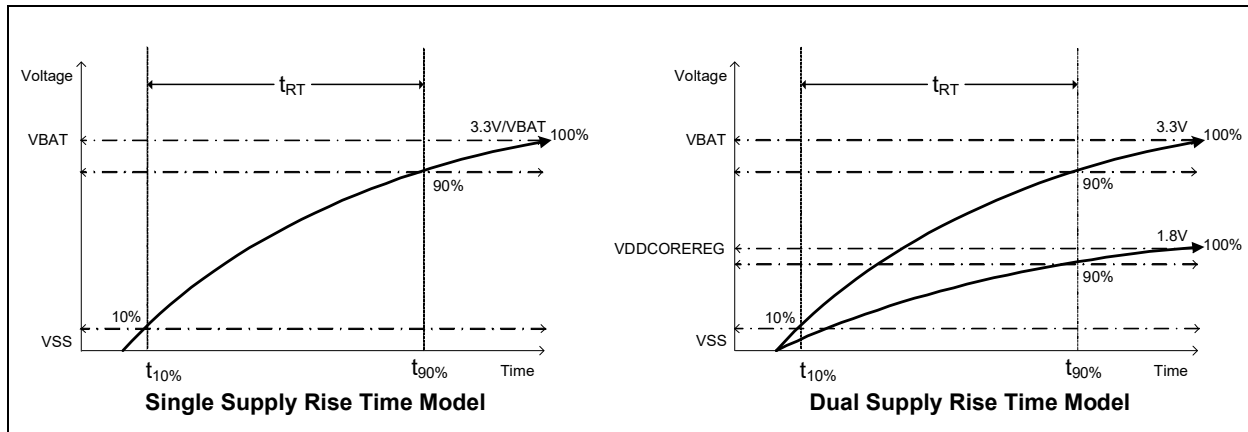 Voltage
tRT
VBAT
3.3V/VBAT
100%
90%
10%
VSS
t10%
t90%
Time
Single Supply Rise Time Model
Voltage
tRT
VBAT
3.3V
100%
90%
VDDCOREREG
1.8V
100%
90%
10%
VSS
t10%
t90%
Time
Dual Supply Rise Time Model